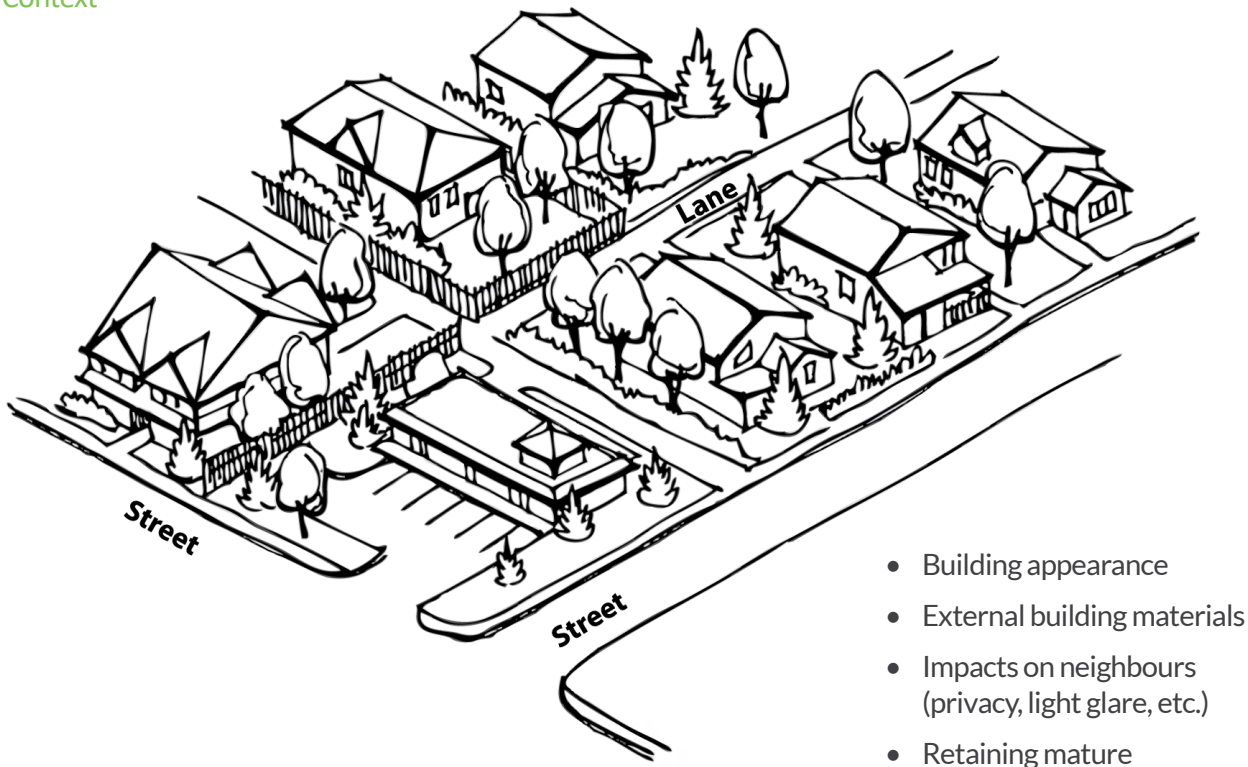 Context
Lane
Street
Street
• Building appearance
• External building materials
• Impacts on neighbours
(privacy, light glare, etc.)
• Retaining mature